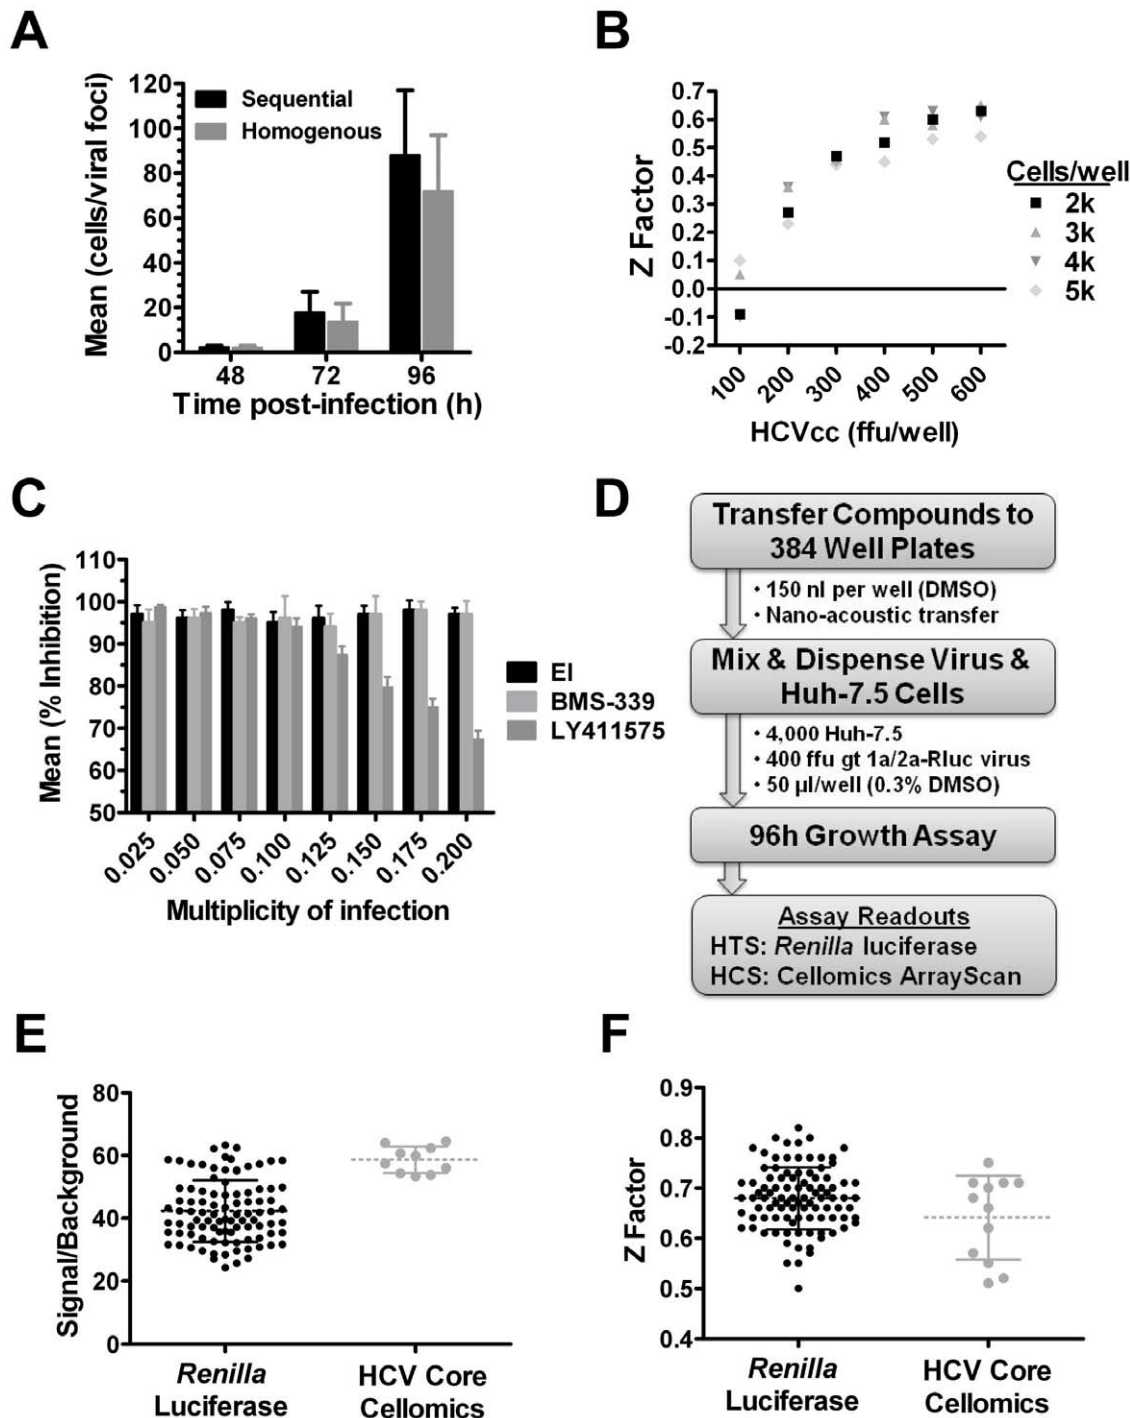 A
Mean (cells/viral foci)
120
100
80
60
40
20
0
Sequential
Homogenous
48
72
96
Time post-infection (h)
B
Z Factor
0.7
0.6
0.5
0.4
0.3
0.2
0.1
0.0
-0.1
-0.2
100
200
300
400
500
600
HCVcc (ffu/well)
Cells/well
2k
3k
4k
5k
C
Mean (% Inhibition)
110
100
90
80
70
60
50
0.025
0.050
0.075
0.100
0.125
0.150
0.175
0.200
Multiplicity of infection
EI
BMS-339
LY411575
D
Transfer Compounds to
384 Well Plates
• 150 nl per well (DMSO)
• Nano-acoustic transfer
Mix & Dispense Virus &
Huh-7.5 Cells
• 4,000 Huh-7.5
• 400 ffu gt 1a/2a-Rluc virus
• 50 µl/well (0.3% DMSO)
96h Growth Assay
Assay Readouts
HTS: Renilla luciferase
HCS: Cellomics ArrayScan
E
Signal/Background
80
60
40
20
0
Renilla
Luciferase
HCV Core
Cellomics
F
Z Factor
0.9
0.8
0.7
0.6
0.5
0.4
Renilla
Luciferase
HCV Core
Cellomics